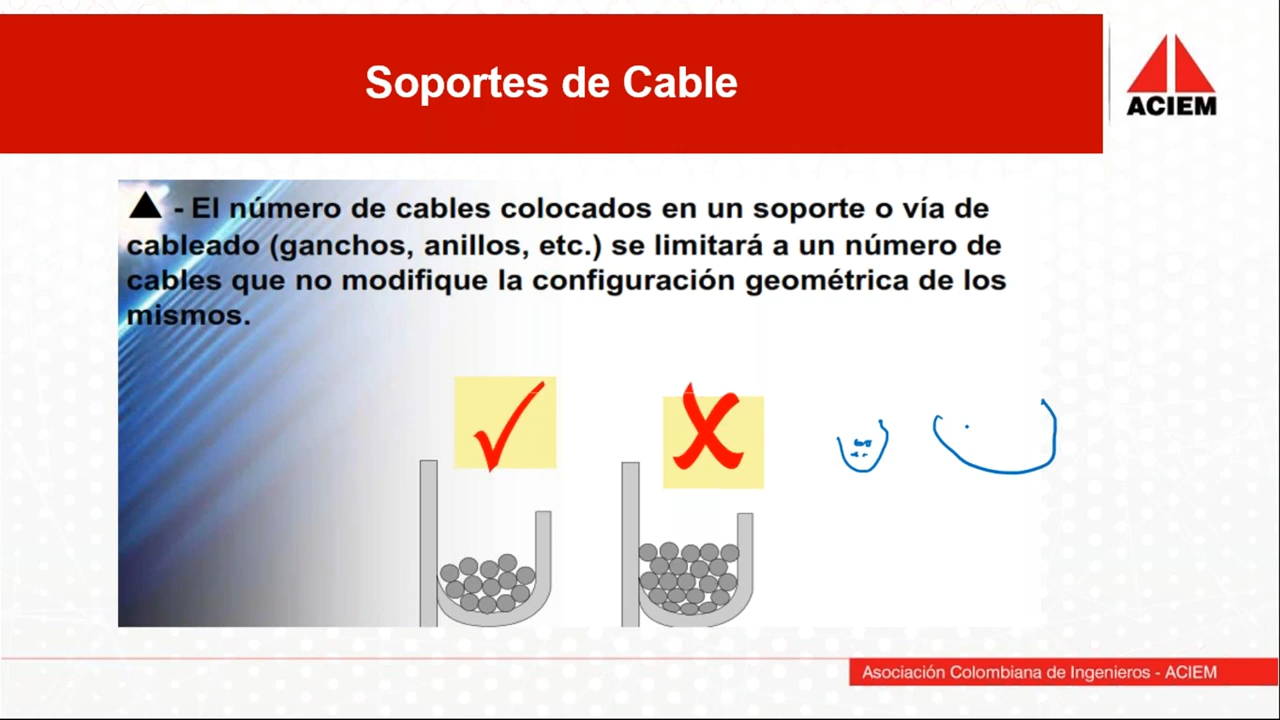 Soportes de Cable
ACIEM
▲ - El número de cables colocados en un soporte o vía de
cableado (ganchos, anillos, etc.) se limitará a un número de
cables que no modifique la configuración geométrica de los
mismos.
Asociación Colombiana de Ingenieros - ACIEM